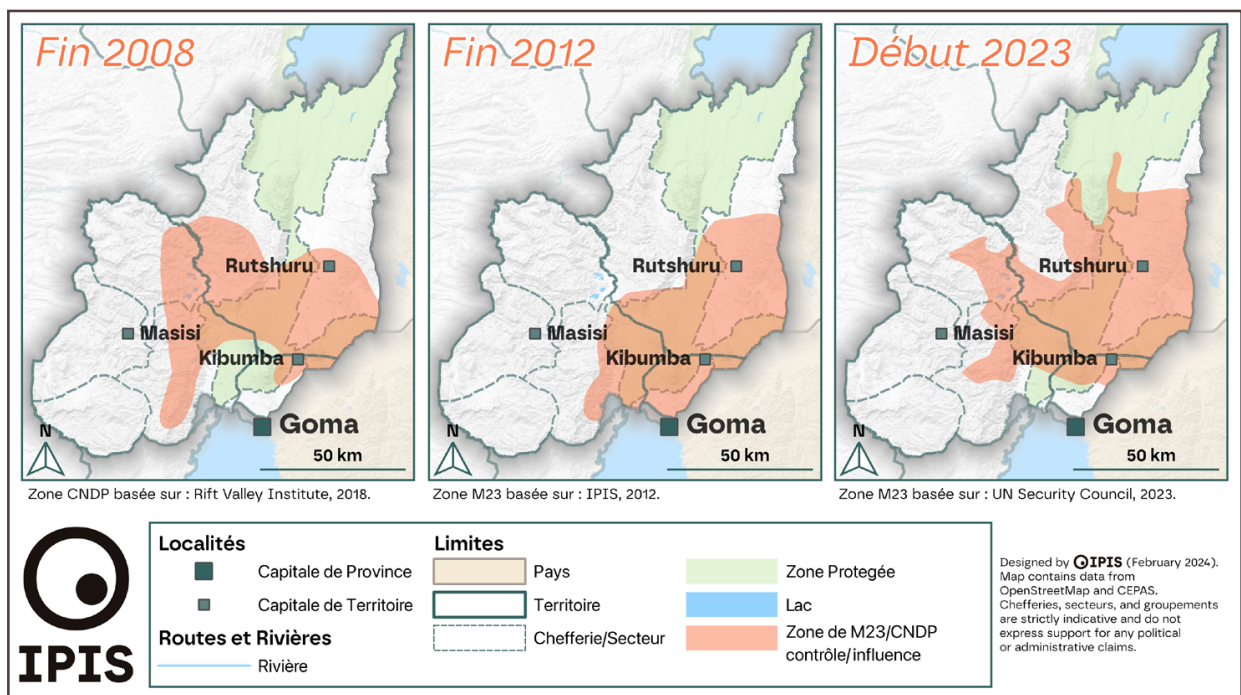 Fin 2008
Rutshuru
Masisi
Kibumba
Goma
N
50 km
Zone CNDP basée sur : Rift Valley Institute, 2018.
Fin 2012
Rutshuru
Masisi
Kibumba
Goma
N
50 km
Zone M23 basée sur : IPIS, 2012.
Début 2023
Rutshuru
Masisi
Kibumba
Goma
N
50 km
Zone M23 basée sur : UN Security Council, 2023.
IPIS
Localités
Capitale de Province
Capitale de Territoire
Routes et Rivières
Rivière
Limites
Pays
Territoire
Chefferie/Secteur
Zone Protegée
Lac
Zone de M23/CNDP
contrôle/influence
Designed by IPIS (February 2024).
Map contains data from
OpenStreetMap and CEPAS.
Chefferies, secteurs, and groupements
are strictly indicative and do not
express support for any political
or administrative claims.